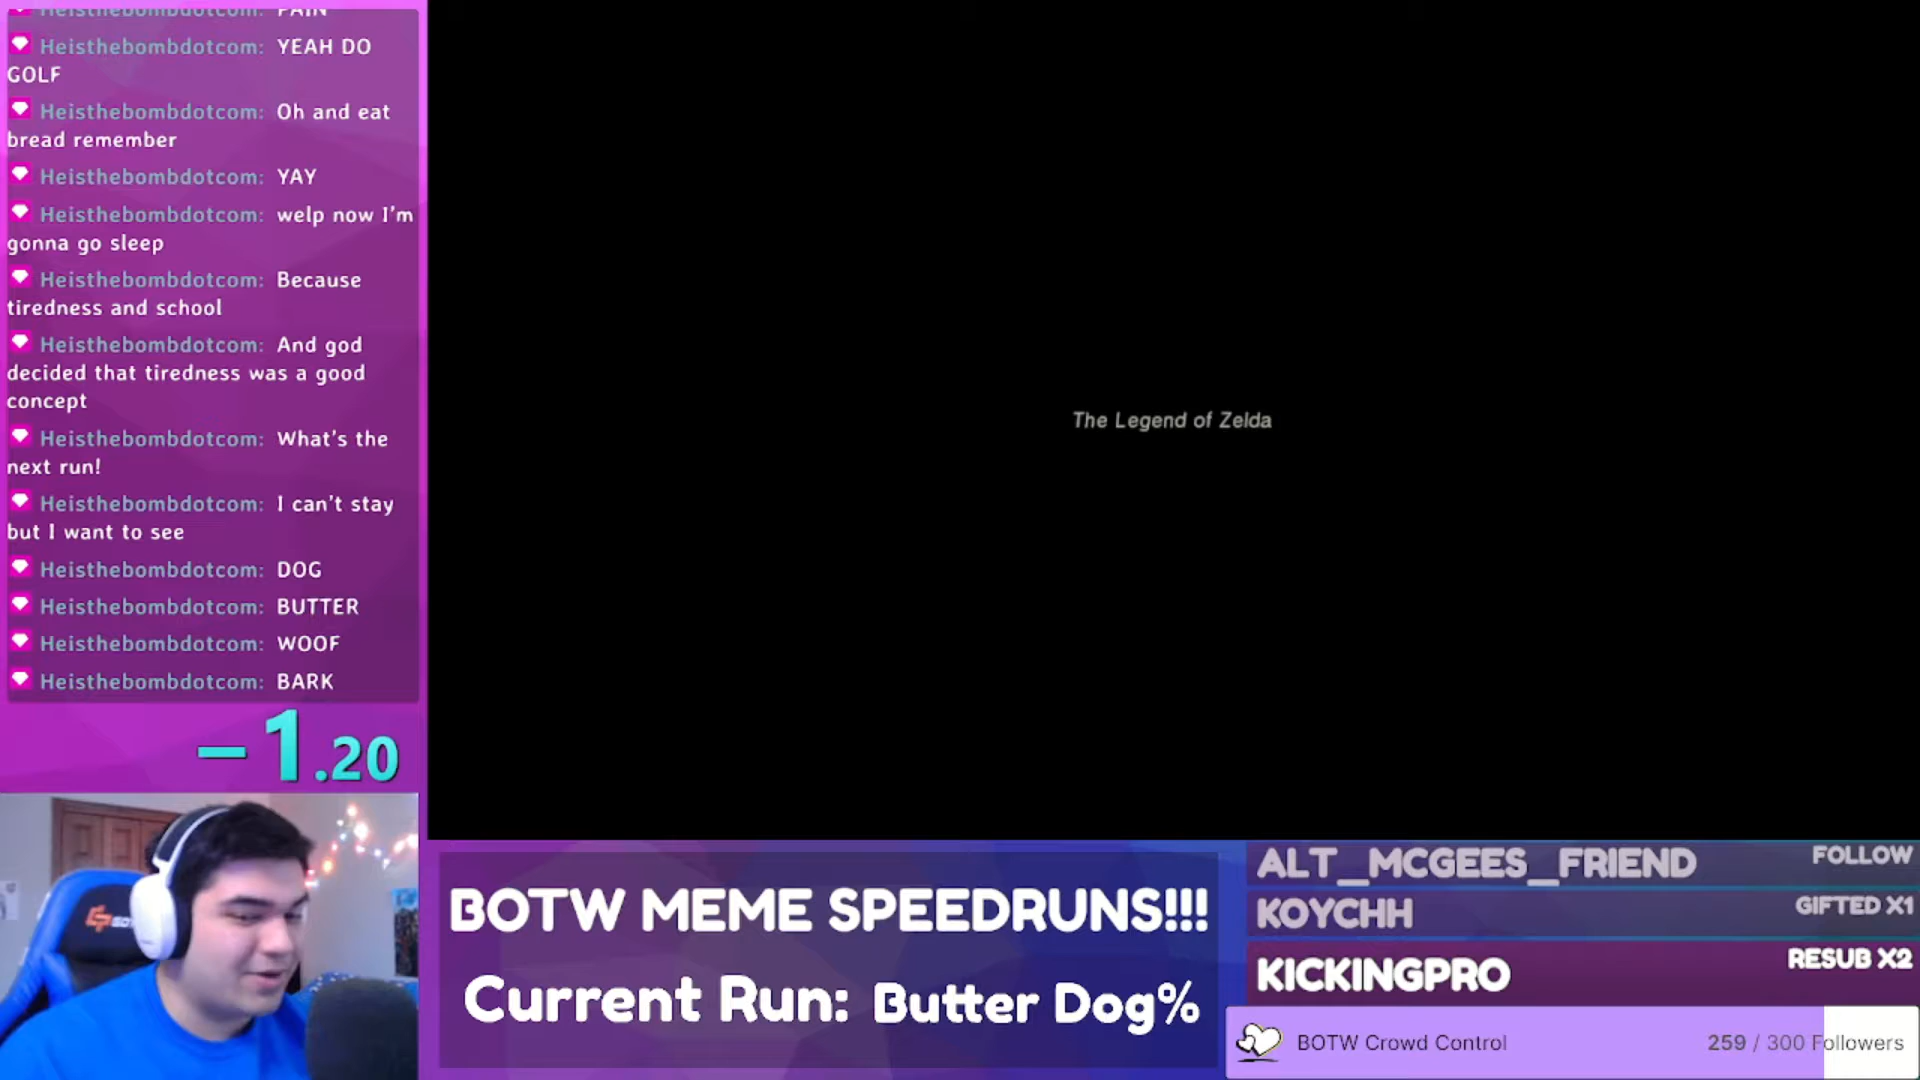 Heisthebombdotcom: PAIN
Heisthebombdotcom: YEAH DO
GOLF
Heisthebombdotcom: Oh and eat
bread remember
Heisthebombdotcom: YAY
Heisthebombdotcom: welp now I'm
gonna go sleep
Heisthebombdotcom: Because
tiredness and school
Heisthebombdotcom: And god
decided that tiredness was a good
concept
Heisthebombdotcom: What's the
next run!
Heisthebombdotcom: I can't stay
but I want to see
Heisthebombdotcom: DOG
Heisthebombdotcom: BUTTER
Heisthebombdotcom: WOOF
Heisthebombdotcom: BARK
−1.20
The Legend of Zelda
BOTW MEME SPEEDRUNS!!!
Current Run: Butter Dog%
ALT_MCGEES_FRIEND FOLLOW
KOYCHH GIFTED X1
KICKINGPRO RESUB X2
BOTW Crowd Control 259 / 300 Followers